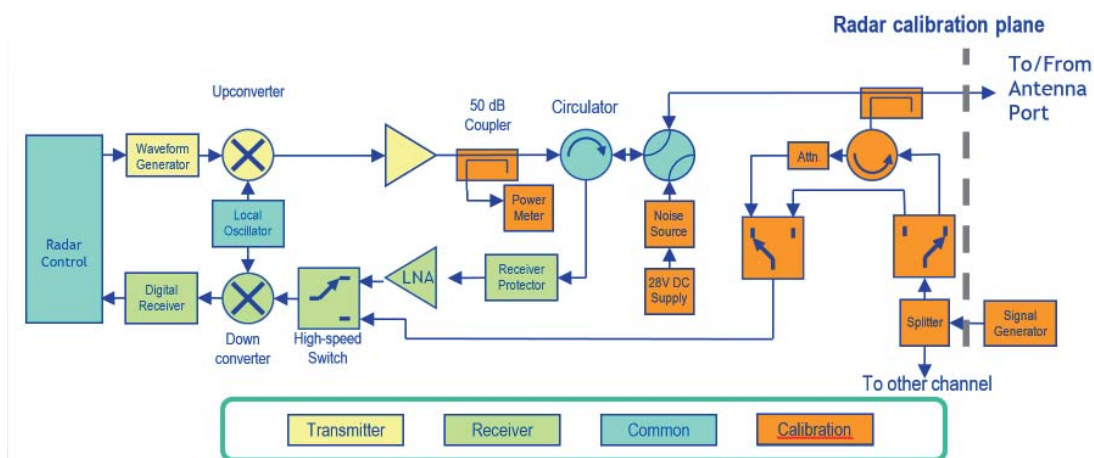 Radar calibration plane
To/From
Antenna
Port
Upconverter
50 dB
Coupler
Circulator
Waveform
Generator
Attn.
Local
Oscillator
Power
Meter
Noise
Source
Radar
Control
LNA
Receiver
Protector
28V DC
Supply
Digital
Receiver
Splitter
Signal
Generator
Down
converter
High-speed
Switch
To other channel
Transmitter
Receiver
Common
Calibration